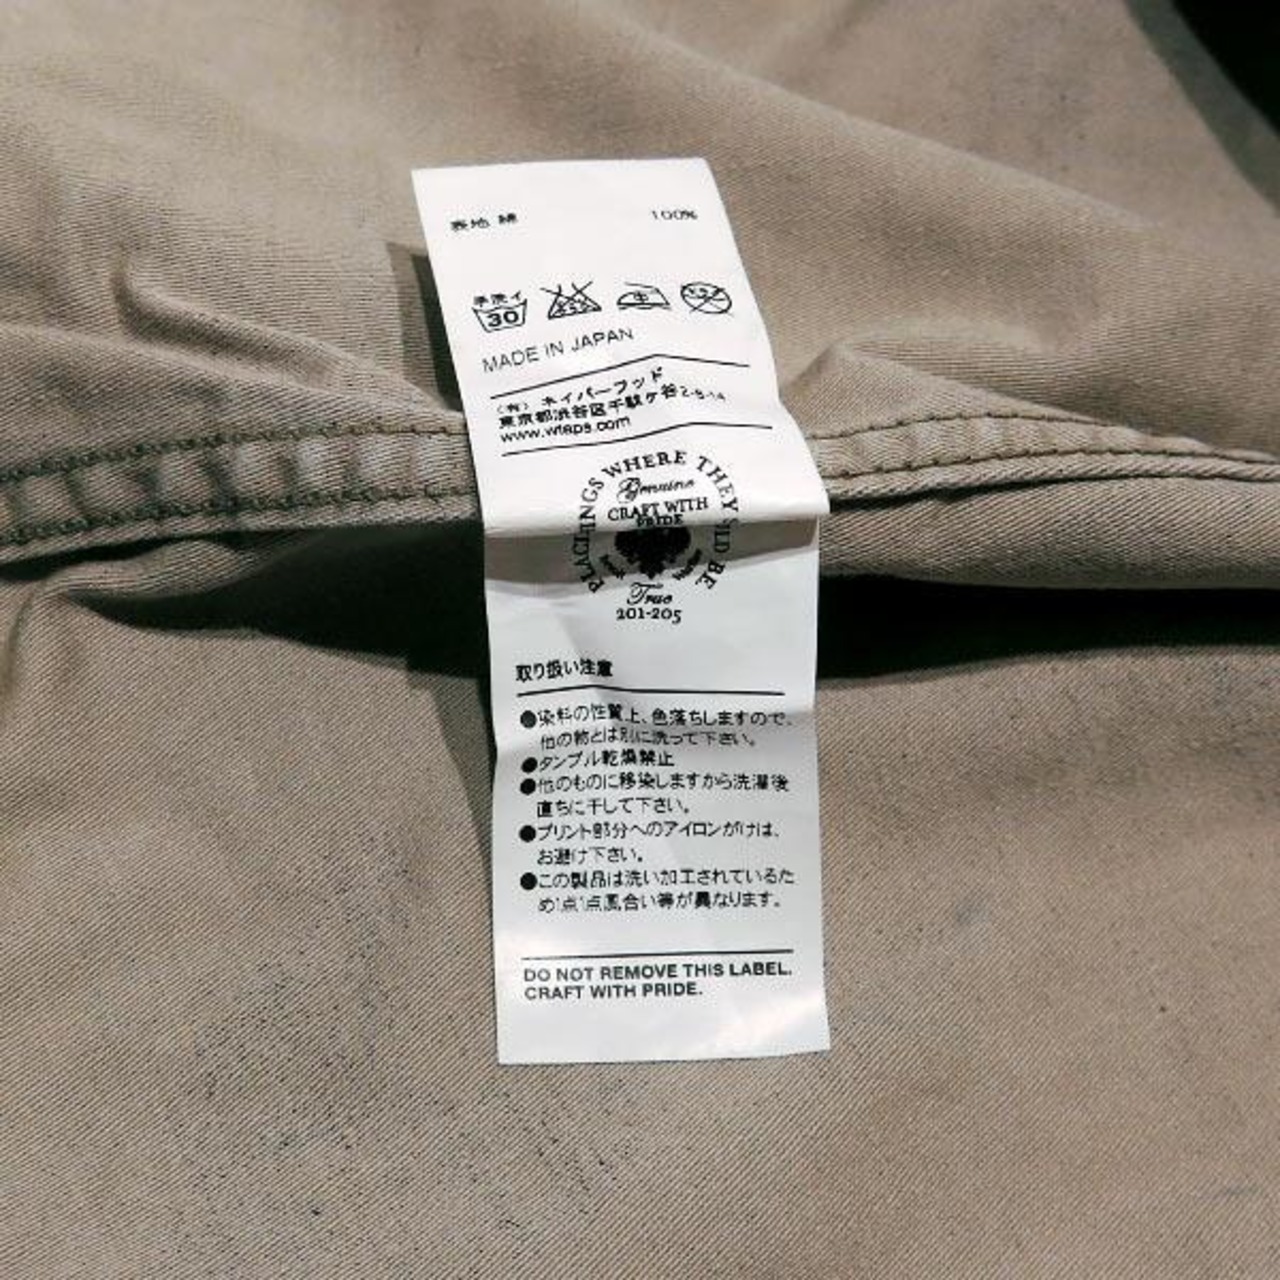 表地 綿 100%
手洗イ
30
MADE IN JAPAN
(有) ネイバーフッド
東京都渋谷区千駄ケ谷2-9-14
www.wtaps.com
PLACI INGS WHERE THEY LD BE
Genuine
CRAFT WITH
PRIDE
True
201-205
取り扱い注意
●染料の性質上、色落ちしますので、
他の物とは別に洗って下さい。
●タンブル乾燥禁止
●他のものに移染しますから洗濯後
直ちに干して下さい。
●プリント部分へのアイロンがけは、
お避け下さい。
●この製品は洗い加工されているた
め1点1点風合い等が異なります。
DO NOT REMOVE THIS LABEL.
CRAFT WITH PRIDE.